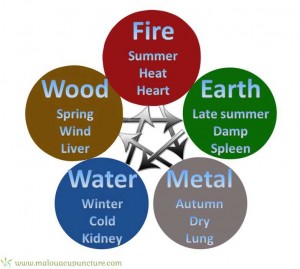 Fire
Summer
Heat
Heart
Wood
Spring
Wind
Liver
Earth
Late summer
Damp
Spleen
Water
Winter
Cold
Kidney
Metal
Autumn
Dry
Lung
www.malouacupuncture.com